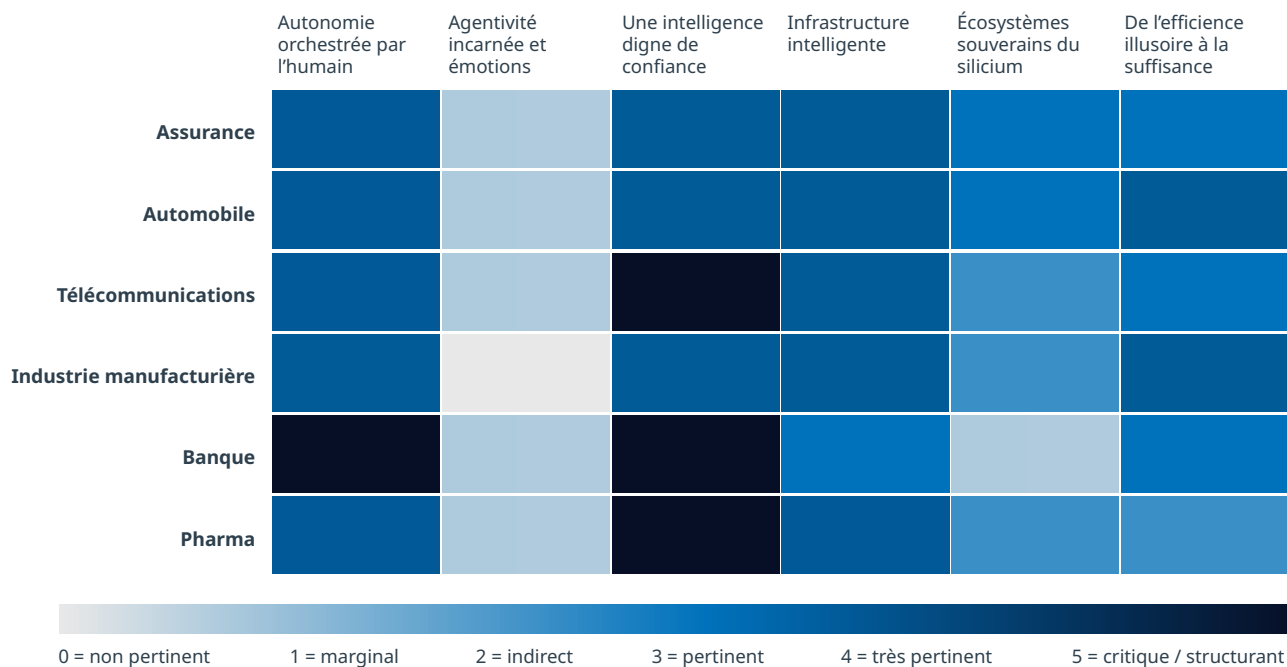 Autonomie
orchestrée par
l’humain
Agentivité
incarnée et
émotions
Une intelligence
digne de
confiance
Infrastructure
intelligente
Écosystèmes
souverains du
silicium
De l’efficience
illusoire à la
suffisance
Assurance
Automobile
Télécommunications
Industrie manufacturière
Banque
Pharma
0 = non pertinent
1 = marginal
2 = indirect
3 = pertinent
4 = très pertinent
5 = critique / structurant